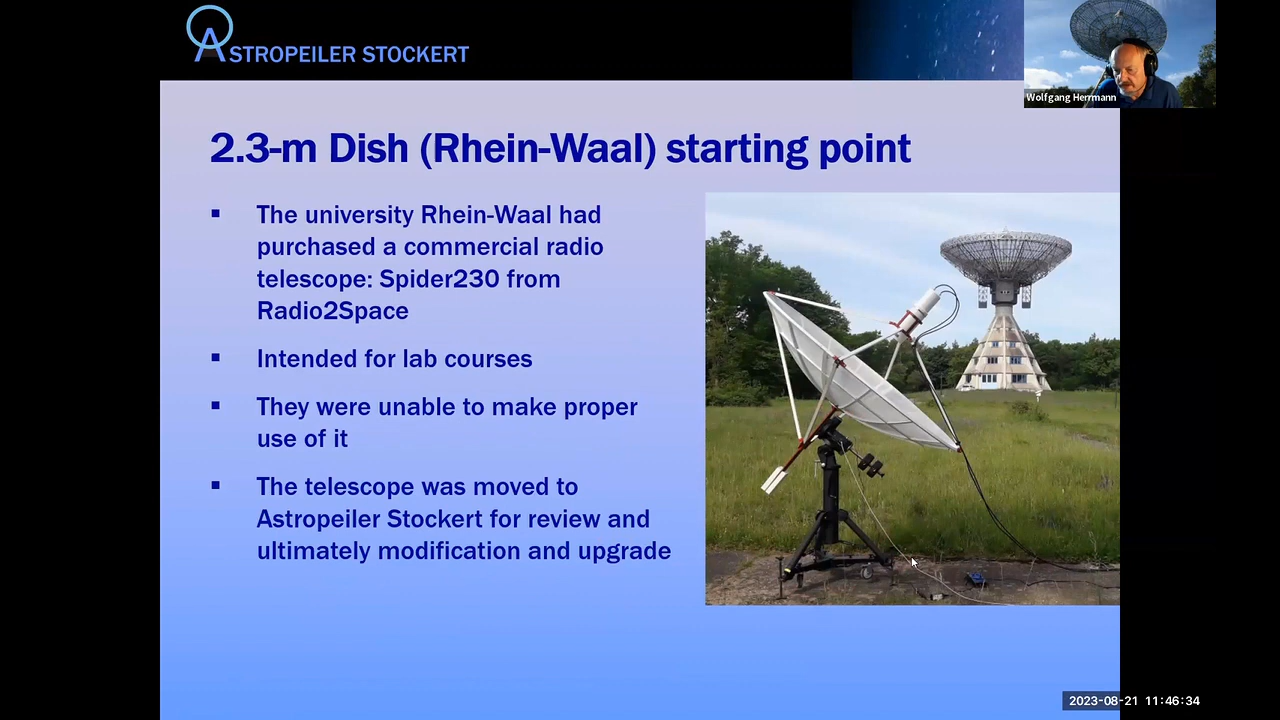 ASTROPEILER STOCKERT
Wolfgang Herrmann
2.3-m Dish (Rhein-Waal) starting point
▪ The university Rhein-Waal had
purchased a commercial radio
telescope: Spider230 from
Radio2Space
▪ Intended for lab courses
▪ They were unable to make proper
use of it
▪ The telescope was moved to
Astropeiler Stockert for review and
ultimately modification and upgrade
2023-08-21 11:46:34